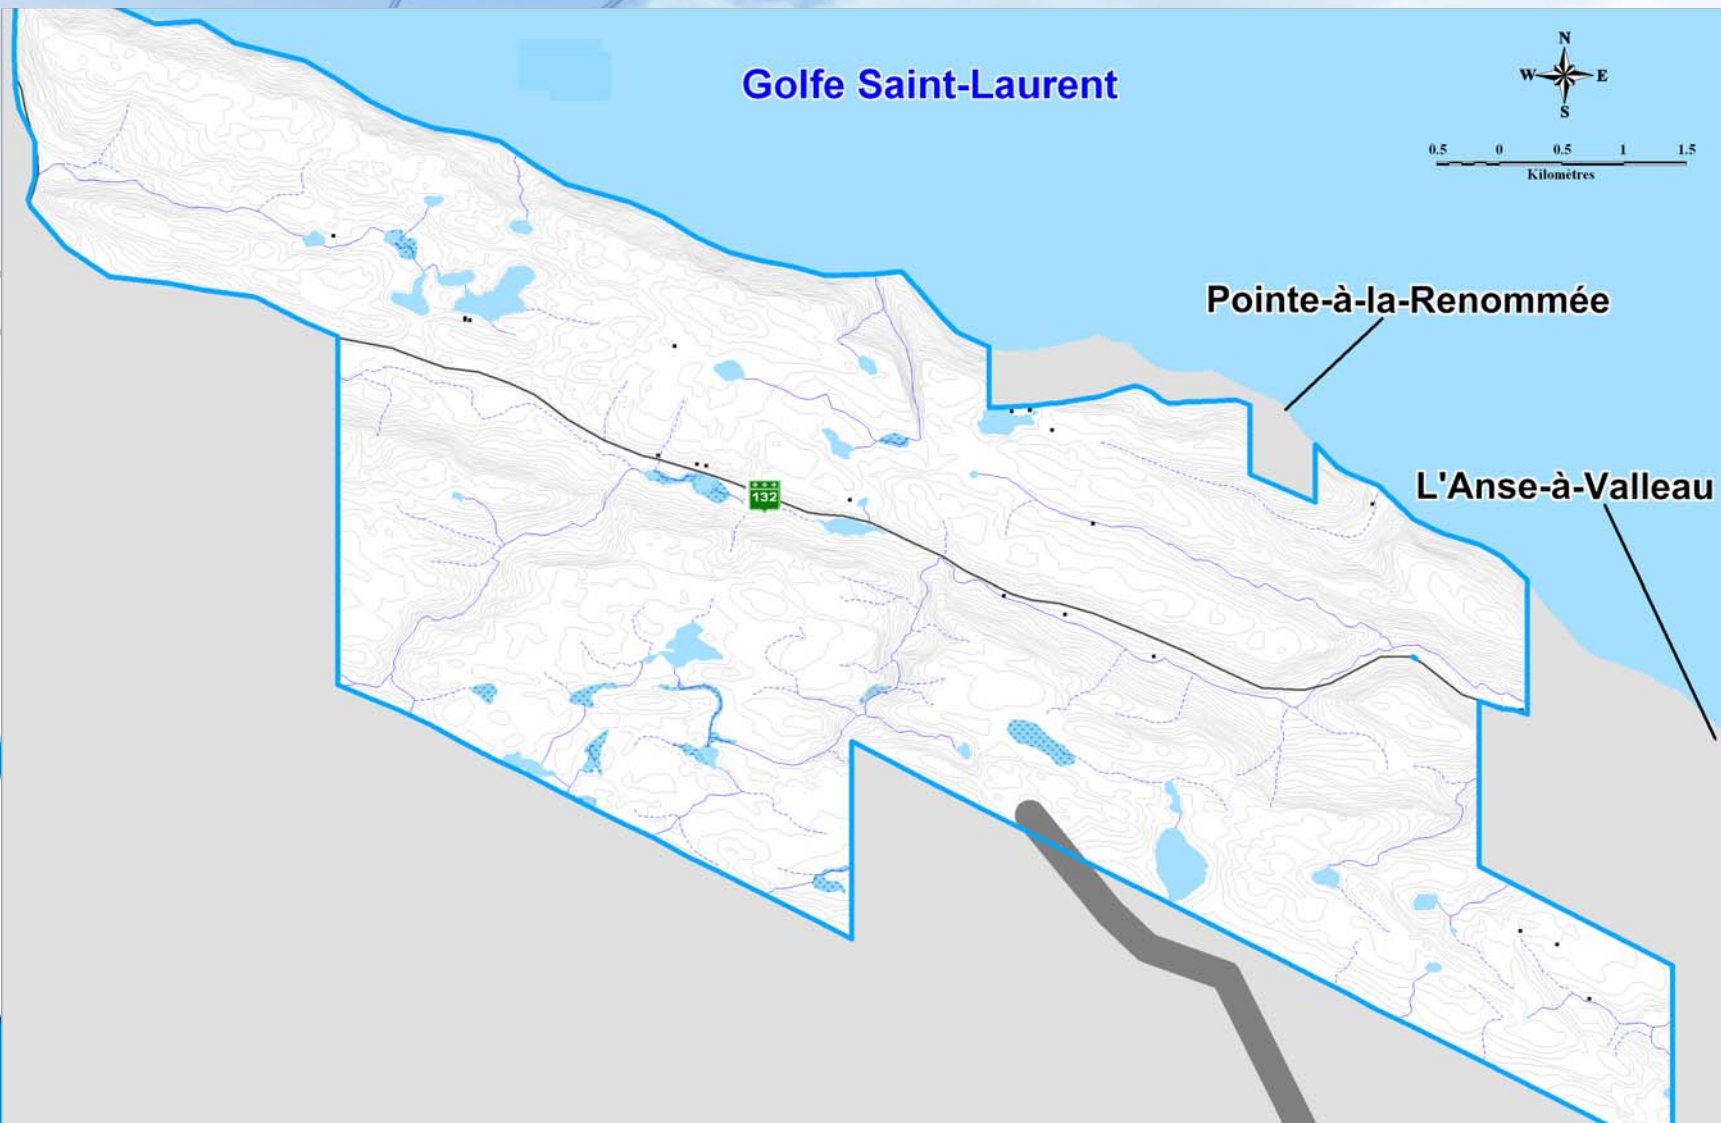 Golfe Saint-Laurent
N
W E
S
0.5 0 0.5 1 1.5
Kilomètres
Pointe-à-la-Renommée
L'Anse-à-Valleau
132